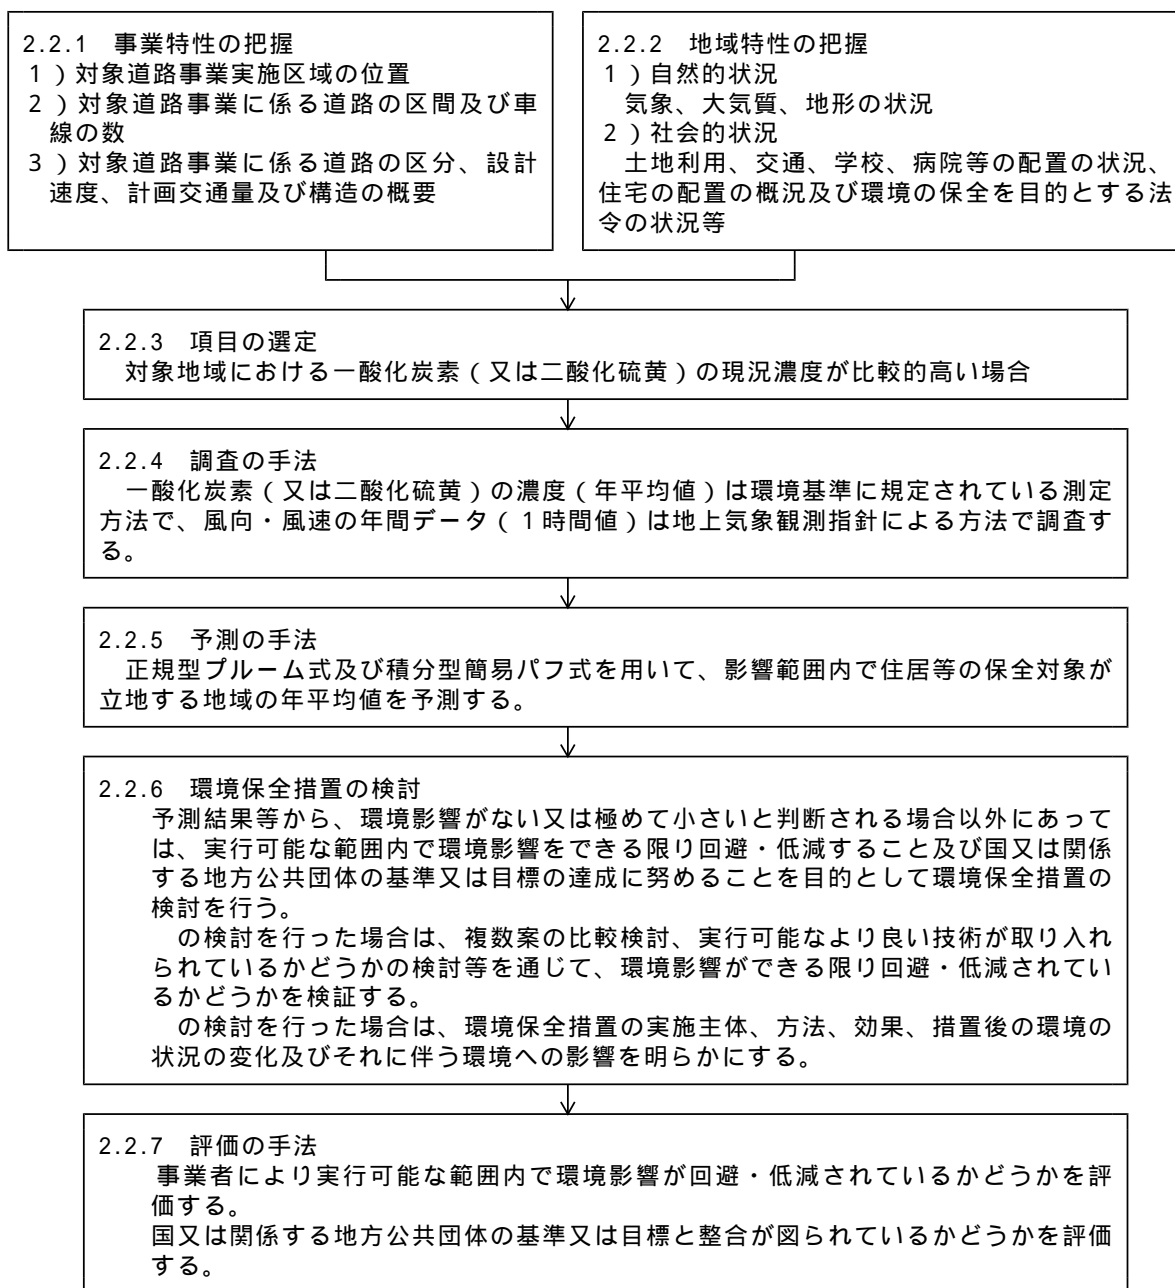 2.2.1 事業特性の把握
1）対象道路事業実施区域の位置
2）対象道路事業に係る道路の区間及び車
線の数
3）対象道路事業に係る道路の区分、設計
速度、計画交通量及び構造の概要
2.2.2 地域特性の把握
1）自然的状況
気象、大気質、地形の状況
2）社会的状況
土地利用、交通、学校、病院等の配置の状況、
住宅の配置の概況及び環境の保全を目的とする法
令の状況等
2.2.3 項目の選定
対象地域における一酸化炭素（又は二酸化硫黄）の現況濃度が比較的高い場合
2.2.4 調査の手法
一酸化炭素（又は二酸化硫黄）の濃度（年平均値）は環境基準に規定されている測定
方法で、風向・風速の年間データ（1時間値）は地上気象観測指針による方法で調査す
る。
2.2.5 予測の手法
正規型プルーム式及び積分型簡易パフ式を用いて、影響範囲内で住居等の保全対象が
立地する地域の年平均値を予測する。
2.2.6 環境保全措置の検討
予測結果等から、環境影響がない又は極めて小さいと判断される場合以外にあって
は、実行可能な範囲内で環境影響をできる限り回避・低減すること及び国又は関係
する地方公共団体の基準又は目標の達成に努めることを目的として環境保全措置の
検討を行う。
の検討を行った場合は、複数案の比較検討、実行可能なより良い技術が取り入れ
られているかどうかの検討等を通じて、環境影響ができる限り回避・低減されてい
るかどうかを検証する。
の検討を行った場合は、環境保全措置の実施主体、方法、効果、措置後の環境の
状況の変化及びそれに伴う環境への影響を明らかにする。
2.2.7 評価の手法
事業者により実行可能な範囲内で環境影響が回避・低減されているかどうかを評
価する。
国又は関係する地方公共団体の基準又は目標と整合が図られているかどうかを評価
する。